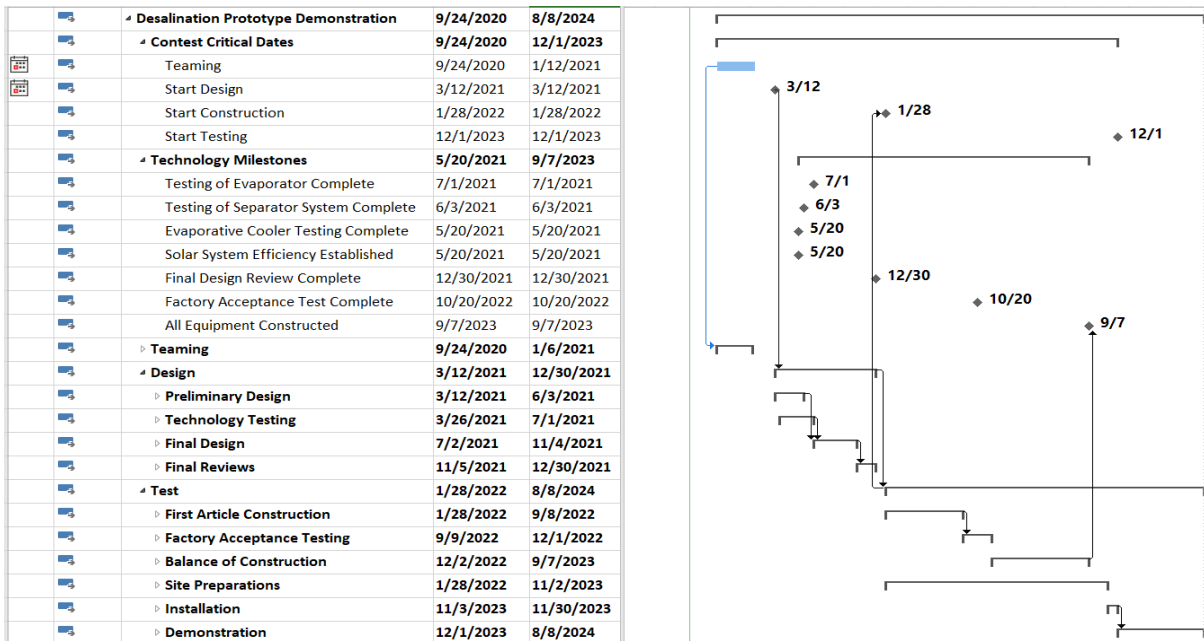 Desalination Prototype Demonstration 9/24/2020 8/8/2024
Contest Critical Dates 9/24/2020 12/1/2023
Teaming 9/24/2020 1/12/2021
Start Design 3/12/2021 3/12/2021 3/12
Start Construction 1/28/2022 1/28/2022 1/28
Start Testing 12/1/2023 12/1/2023 12/1
Technology Milestones 5/20/2021 9/7/2023
Testing of Evaporator Complete 7/1/2021 7/1/2021 7/1
Testing of Separator System Complete 6/3/2021 6/3/2021 6/3
Evaporative Cooler Testing Complete 5/20/2021 5/20/2021 5/20
Solar System Efficiency Established 5/20/2021 5/20/2021 5/20
Final Design Review Complete 12/30/2021 12/30/2021 12/30
Factory Acceptance Test Complete 10/20/2022 10/20/2022 10/20
All Equipment Constructed 9/7/2023 9/7/2023 9/7
Teaming 9/24/2020 1/6/2021
Design 3/12/2021 12/30/2021
Preliminary Design 3/12/2021 6/3/2021
Technology Testing 3/26/2021 7/1/2021
Final Design 7/2/2021 11/4/2021
Final Reviews 11/5/2021 12/30/2021
Test 1/28/2022 8/8/2024
First Article Construction 1/28/2022 9/8/2022
Factory Acceptance Testing 9/9/2022 12/1/2022
Balance of Construction 12/2/2022 9/7/2023
Site Preparations 1/28/2022 11/2/2023
Installation 11/3/2023 11/30/2023
Demonstration 12/1/2023 8/8/2024